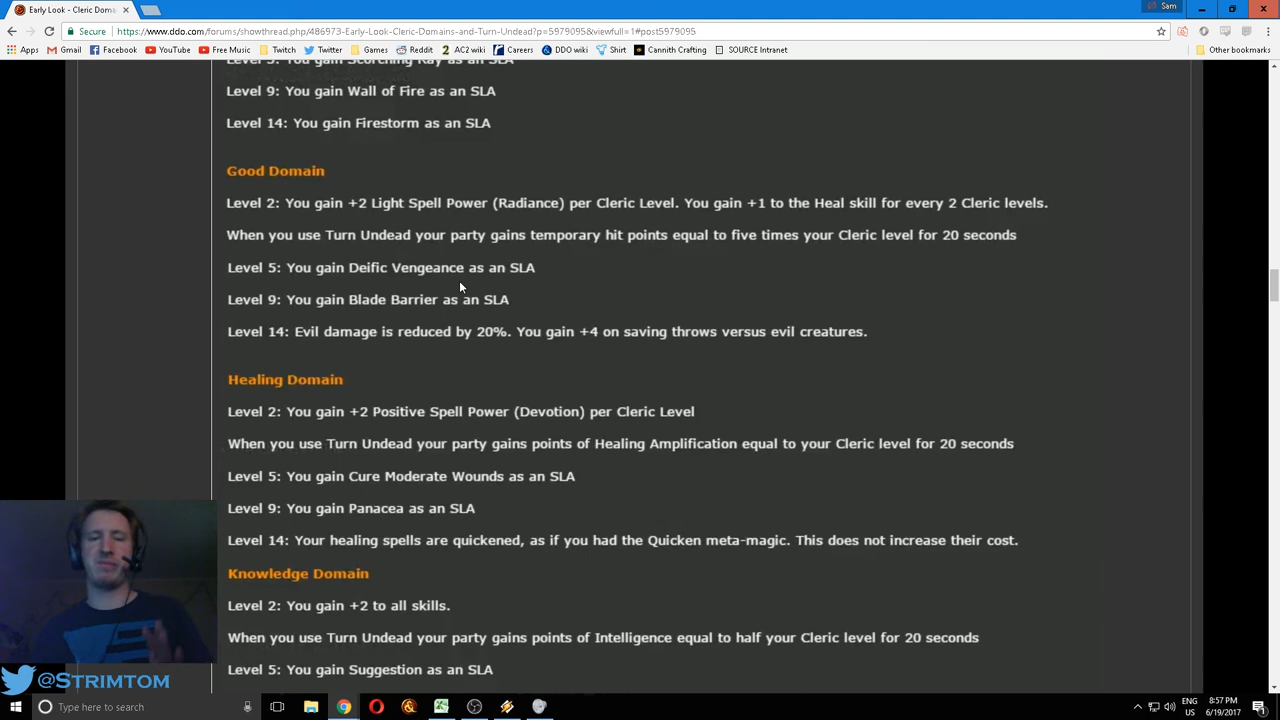 Early Look - Cleric Doma
Sam
Secure
https://www.ddo.com/forums/showthread.php/486973-Early-Look-Cleric-Domains-and-Turn-Undead?p=5979095&viewfull=1#post5979095
Apps Gmail Facebook YouTube Free Music Twitch Twitter Games Reddit AC2 wiki Careers DDO wiki Shirt Cannith Crafting SOURCE Intranet Other bookmarks
Level 5: You gain Scorching Ray as an SLA
Level 9: You gain Wall of Fire as an SLA
Level 14: You gain Firestorm as an SLA
Good Domain
Level 2: You gain +2 Light Spell Power (Radiance) per Cleric Level. You gain +1 to the Heal skill for every 2 Cleric levels.
When you use Turn Undead your party gains temporary hit points equal to five times your Cleric level for 20 seconds
Level 5: You gain Deific Vengeance as an SLA
Level 9: You gain Blade Barrier as an SLA
Level 14: Evil damage is reduced by 20%. You gain +4 on saving throws versus evil creatures.
Healing Domain
Level 2: You gain +2 Positive Spell Power (Devotion) per Cleric Level
When you use Turn Undead your party gains points of Healing Amplification equal to your Cleric level for 20 seconds
Level 5: You gain Cure Moderate Wounds as an SLA
Level 9: You gain Panacea as an SLA
Level 14: Your healing spells are quickened, as if you had the Quicken meta-magic. This does not increase their cost.
Knowledge Domain
Level 2: You gain +2 to all skills.
When you use Turn Undead your party gains points of Intelligence equal to half your Cleric level for 20 seconds
Level 5: You gain Suggestion as an SLA
@Strimtom
Type here to search
ENG
US
8:57 PM
6/19/2017